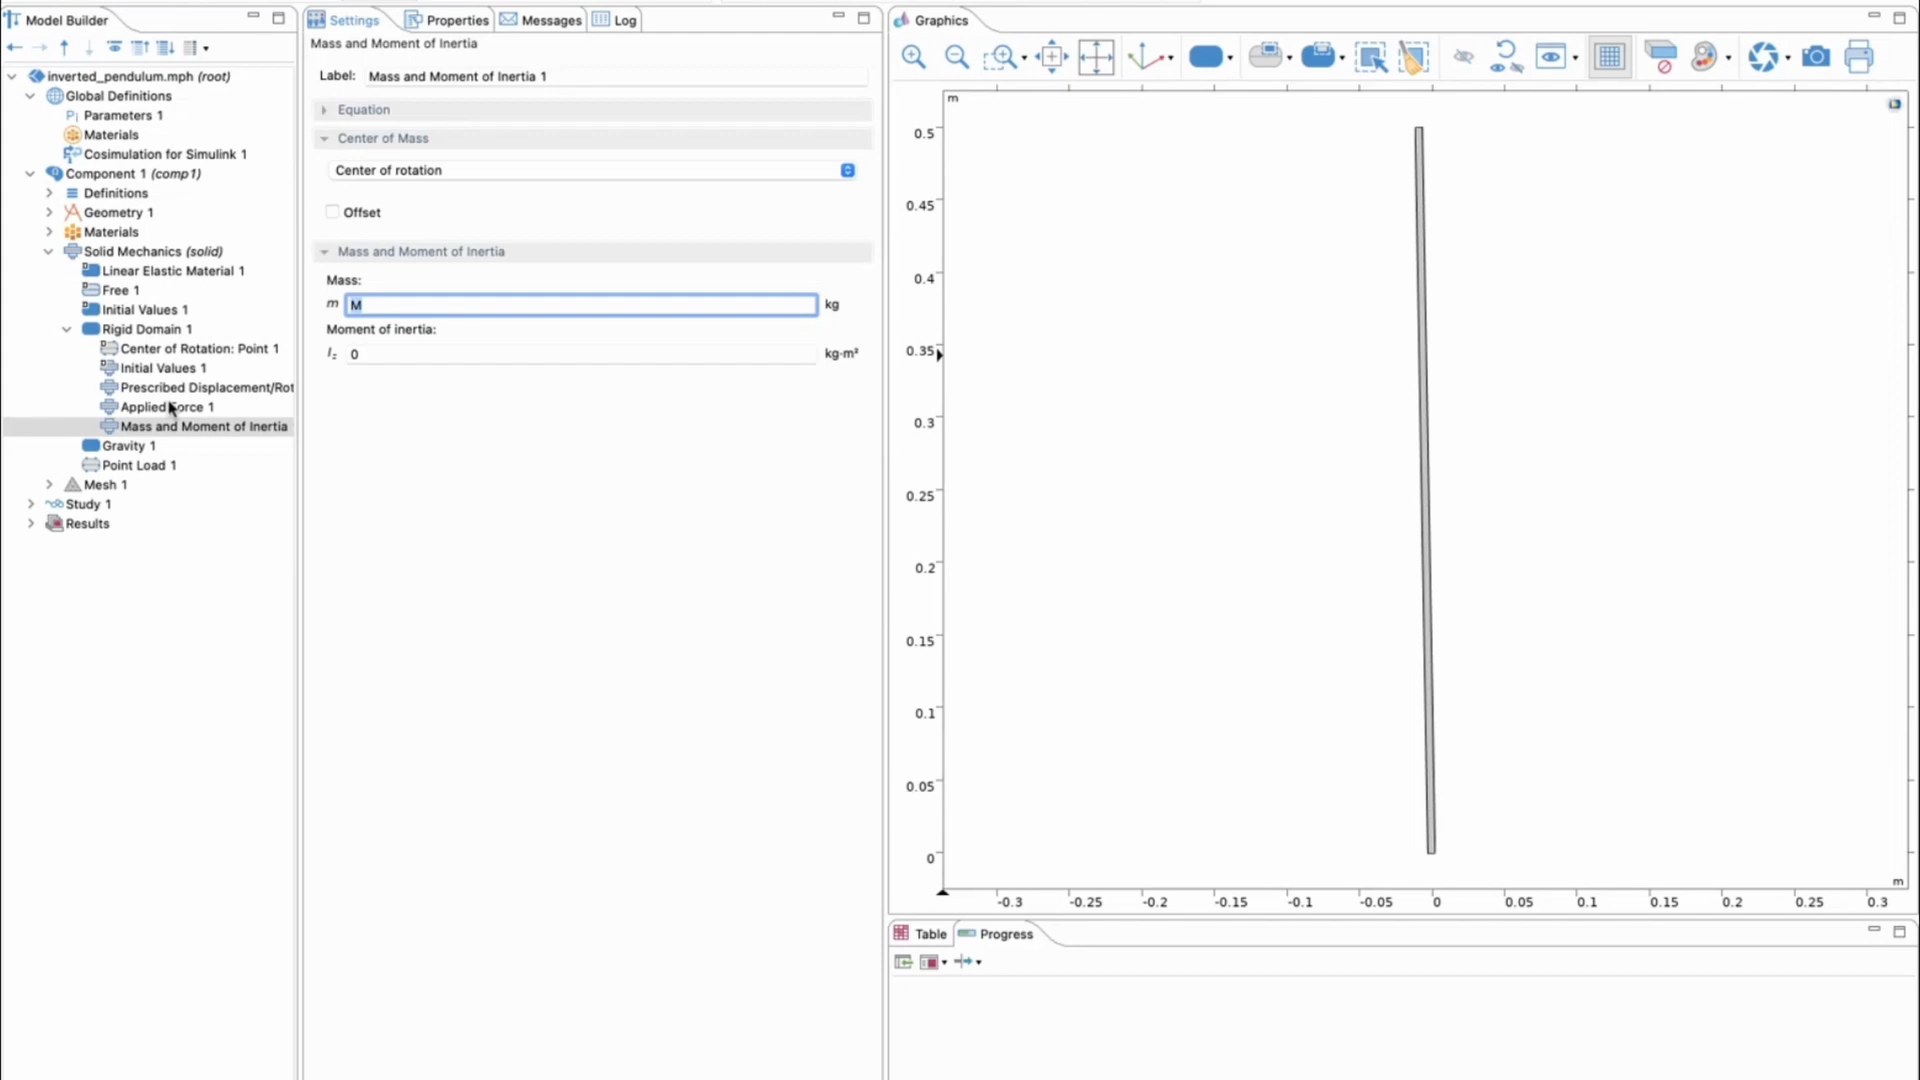 Model Builder
inverted_pendulum.mph (root)
Global Definitions
Pi Parameters 1
Materials
Cosimulation for Simulink 1
Component 1 (comp1)
Definitions
Geometry 1
Materials
Solid Mechanics (solid)
Linear Elastic Material 1
Free 1
Initial Values 1
Rigid Domain 1
Center of Rotation: Point 1
Initial Values 1
Prescribed Displacement/Rot
Applied Force 1
Mass and Moment of Inertia
Gravity 1
Point Load 1
Mesh 1
Study 1
Results
Settings Properties Messages Log
Mass and Moment of Inertia
Label: Mass and Moment of Inertia 1
Equation
Center of Mass
Center of rotation
Offset
Mass and Moment of Inertia
Mass:
m M kg
Moment of inertia:
Iz 0 kg·m²
Graphics
m
0.5
0.45
0.4
0.35
0.3
0.25
0.2
0.15
0.1
0.05
0
m
-0.3 -0.25 -0.2 -0.15 -0.1 -0.05 0 0.05 0.1 0.15 0.2 0.25 0.3
Table Progress